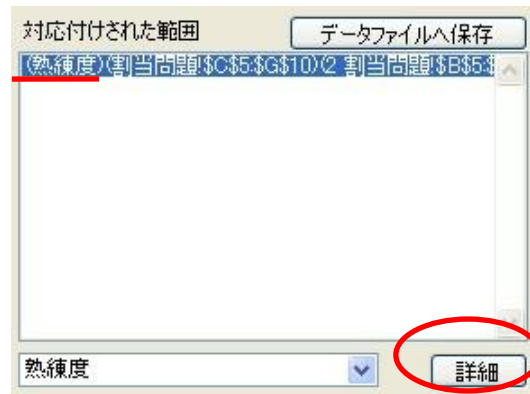 対応付けされた範囲
データファイルへ保存
(熟練度)(割当問題!$C$5:$G$10)(2 割当問題!$B$5:$
熟練度
詳細